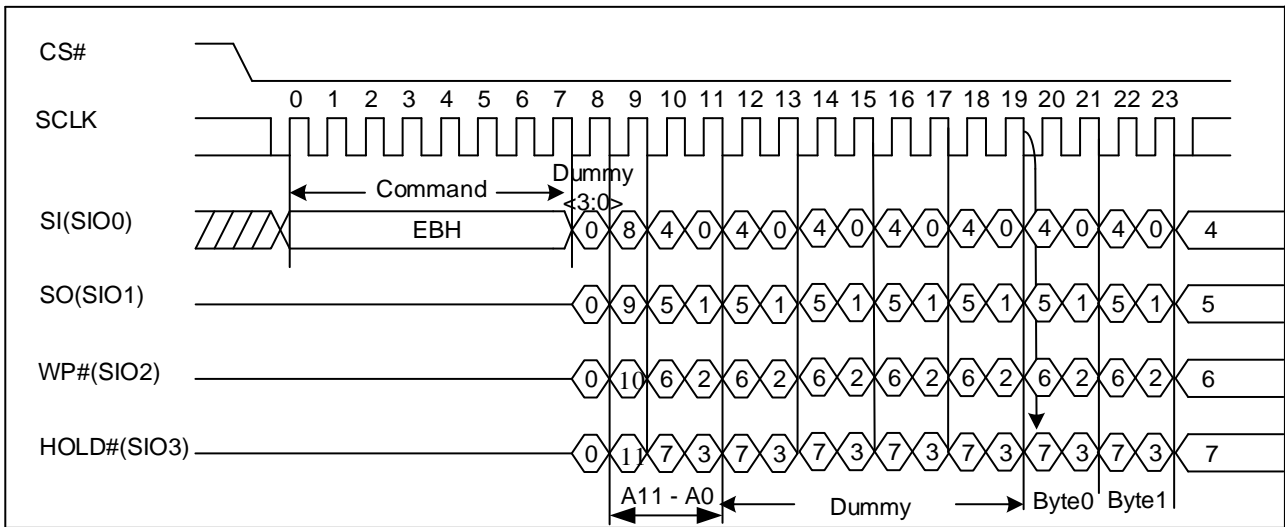 CS#
0 1 2 3 4 5 6 7 8 9 10 11 12 13 14 15 16 17 18 19 20 21 22 23
SCLK
Command
Dummy
<3:0>
SI(SIO0)
EBH
0 8 4 0 4 0 4 0 4 0 4 0 4 0 4 0 4
SO(SIO1)
0 9 5 1 5 1 5 1 5 1 5 1 5 1 5 1 5
WP#(SIO2)
0 10 6 2 6 2 6 2 6 2 6 2 6 2 6 2 6
HOLD#(SIO3)
0 11 7 3 7 3 7 3 7 3 7 3 7 3 7 3 7
A11 - A0
Dummy
Byte0
Byte1